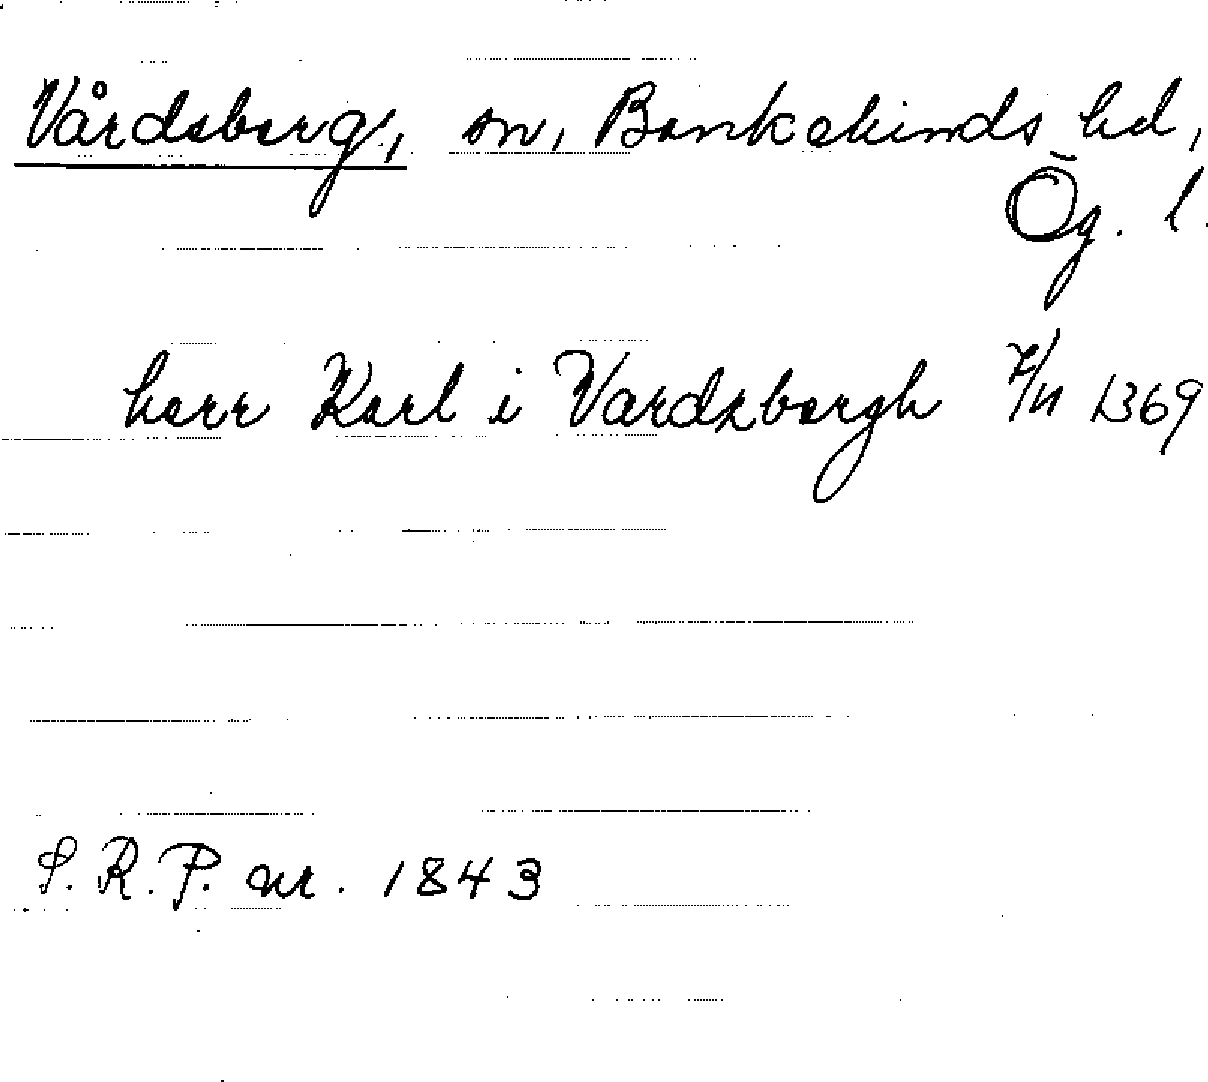 Vårdsberg, sn, Bankekinds hd,
Ög. l.
herr Karl i Vardzbergh 7/11 1369
S. R. P. nr. 1843